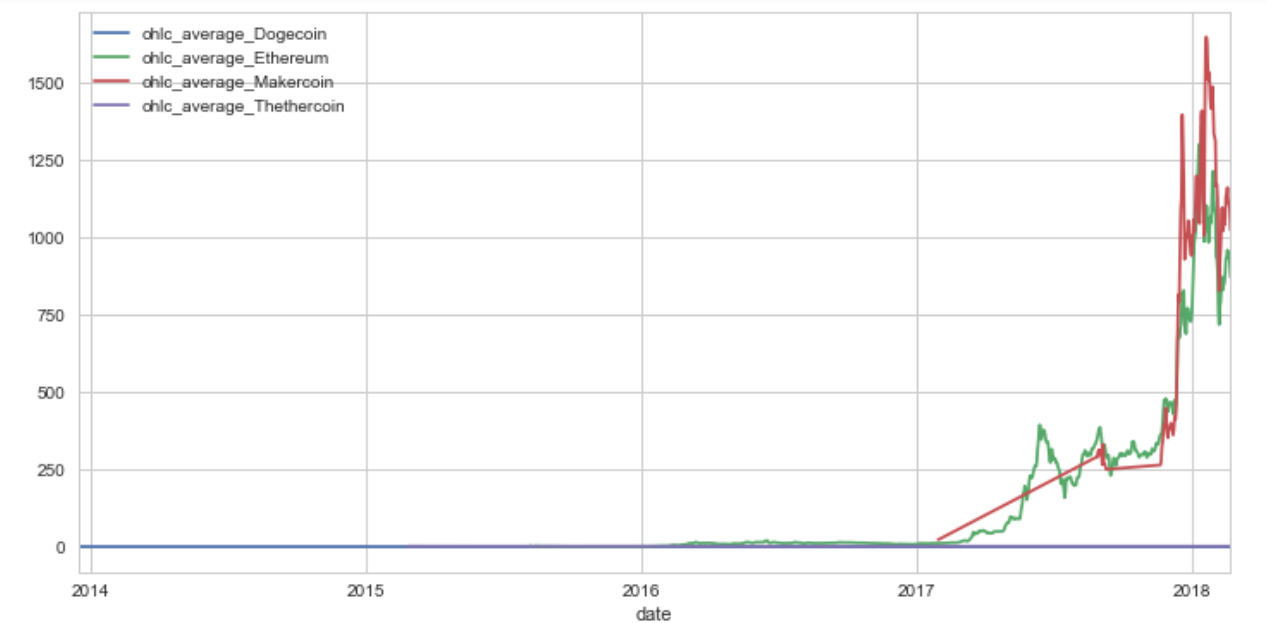 ohlc_average_Dogecoin
ohlc_average_Ethereum
ohlc_average_Makercoin
ohlc_average_Thethercoin
1500
1250
1000
750
500
250
0
2014 2015 2016 2017 2018
date